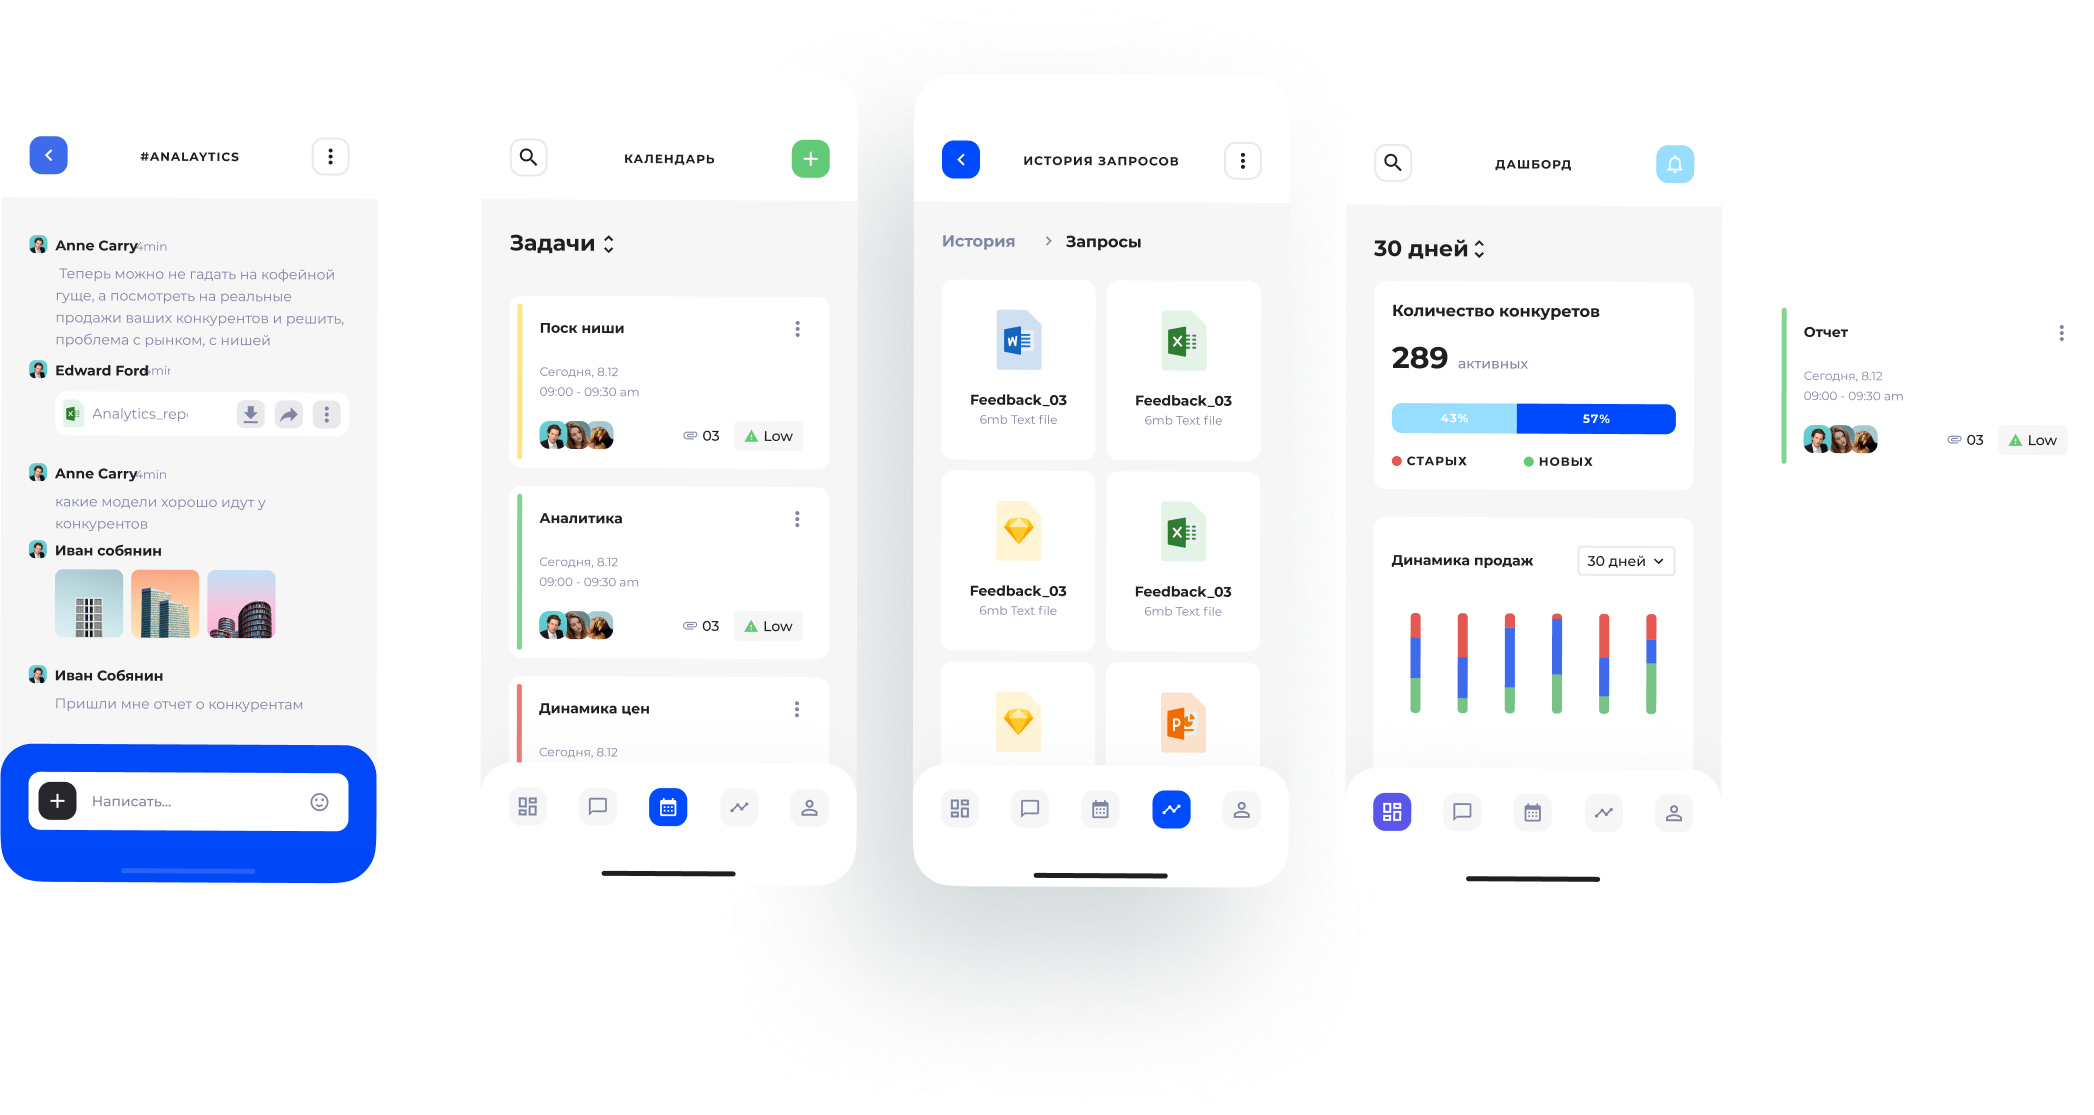 #ANALAYTICS
Anne Carry 4min
Теперь можно не гадать на кофейной
гуще, а посмотреть на реальные
продажи ваших конкурентов и решить,
проблема с рынком, с нишей
Edward Ford
Analytics_rep
Anne Carry 4min
какие модели хорошо идут у
конкурентов
Иван собянин
Иван Собянин
Пришли мне отчет о конкурентам
Написать...
КАЛЕНДАРЬ
Задачи
Поск ниши
Сегодня, 8.12
09:00 - 09:30 am
03 Low
Аналитика
Сегодня, 8.12
09:00 - 09:30 am
03 Low
Динамика цен
Сегодня, 8.12
ИСТОРИЯ ЗАПРОСОВ
История > Запросы
W
X
Feedback_03
6mb Text file
Feedback_03
6mb Text file
X
Feedback_03
6mb Text file
Feedback_03
6mb Text file
P
ДАШБОРД
30 дней
Количество конкуретов
289 активных
43% 57%
СТАРЫХ НОВЫХ
Динамика продаж
30 дней
Отчет
Сегодня, 8.12
09:00 - 09:30 am
03 Low